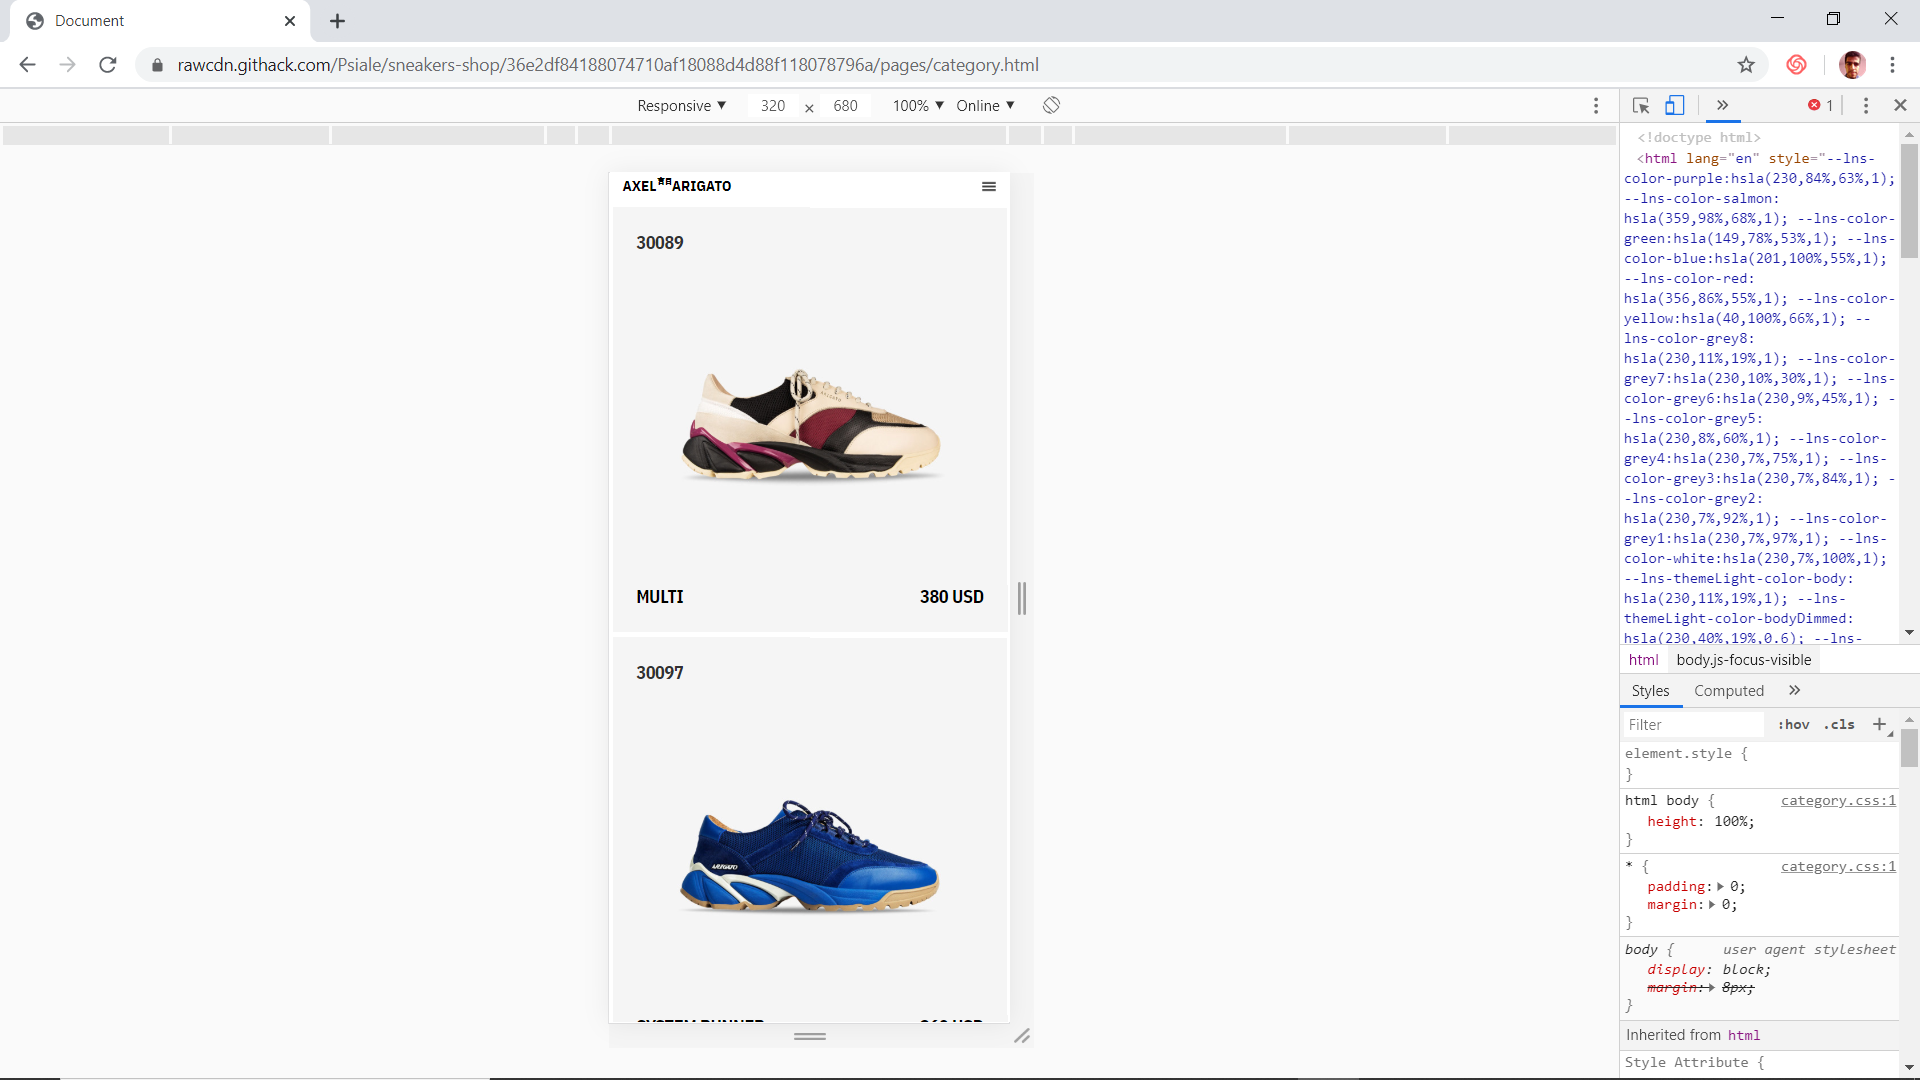 Document
rawcdn.githack.com/Psiale/sneakers-shop/36e2df84188074710af18088d4d88f118078796a/pages/category.html
Responsive ▼ 320 × 680 100% ▼ Online ▼
1
AXEL ARIGATO
30089
MULTI 380 USD
30097
ARIGATO
<!doctype html>
<html lang="en" style="--lns-
color-purple:hsla(230,84%,63%,1);
--lns-color-salmon:
hsla(359,98%,68%,1); --lns-color-
green:hsla(149,78%,53%,1); --lns-
color-blue:hsla(201,100%,55%,1);
--lns-color-red:
hsla(356,86%,55%,1); --lns-color-
yellow:hsla(40,100%,66%,1); --
lns-color-grey8:
hsla(230,11%,19%,1); --lns-color-
grey7:hsla(230,10%,30%,1); --lns-
color-grey6:hsla(230,9%,45%,1); -
-lns-color-grey5:
hsla(230,8%,60%,1); --lns-color-
grey4:hsla(230,7%,75%,1); --lns-
color-grey3:hsla(230,7%,84%,1); -
-lns-color-grey2:
hsla(230,7%,92%,1); --lns-color-
grey1:hsla(230,7%,97%,1); --lns-
color-white:hsla(230,7%,100%,1);
--lns-themeLight-color-body:
hsla(230,11%,19%,1); --lns-
themeLight-color-bodyDimmed:
hsla(230,40%,19%,0.6); --lns-
html body.js-focus-visible
Styles Computed
Filter :hov .cls
element.style {
}
html body { category.css:1
height: 100%;
}
* { category.css:1
padding: 0;
margin: 0;
}
body { user agent stylesheet
display: block;
margin: 8px;
}
Inherited from html
Style Attribute {